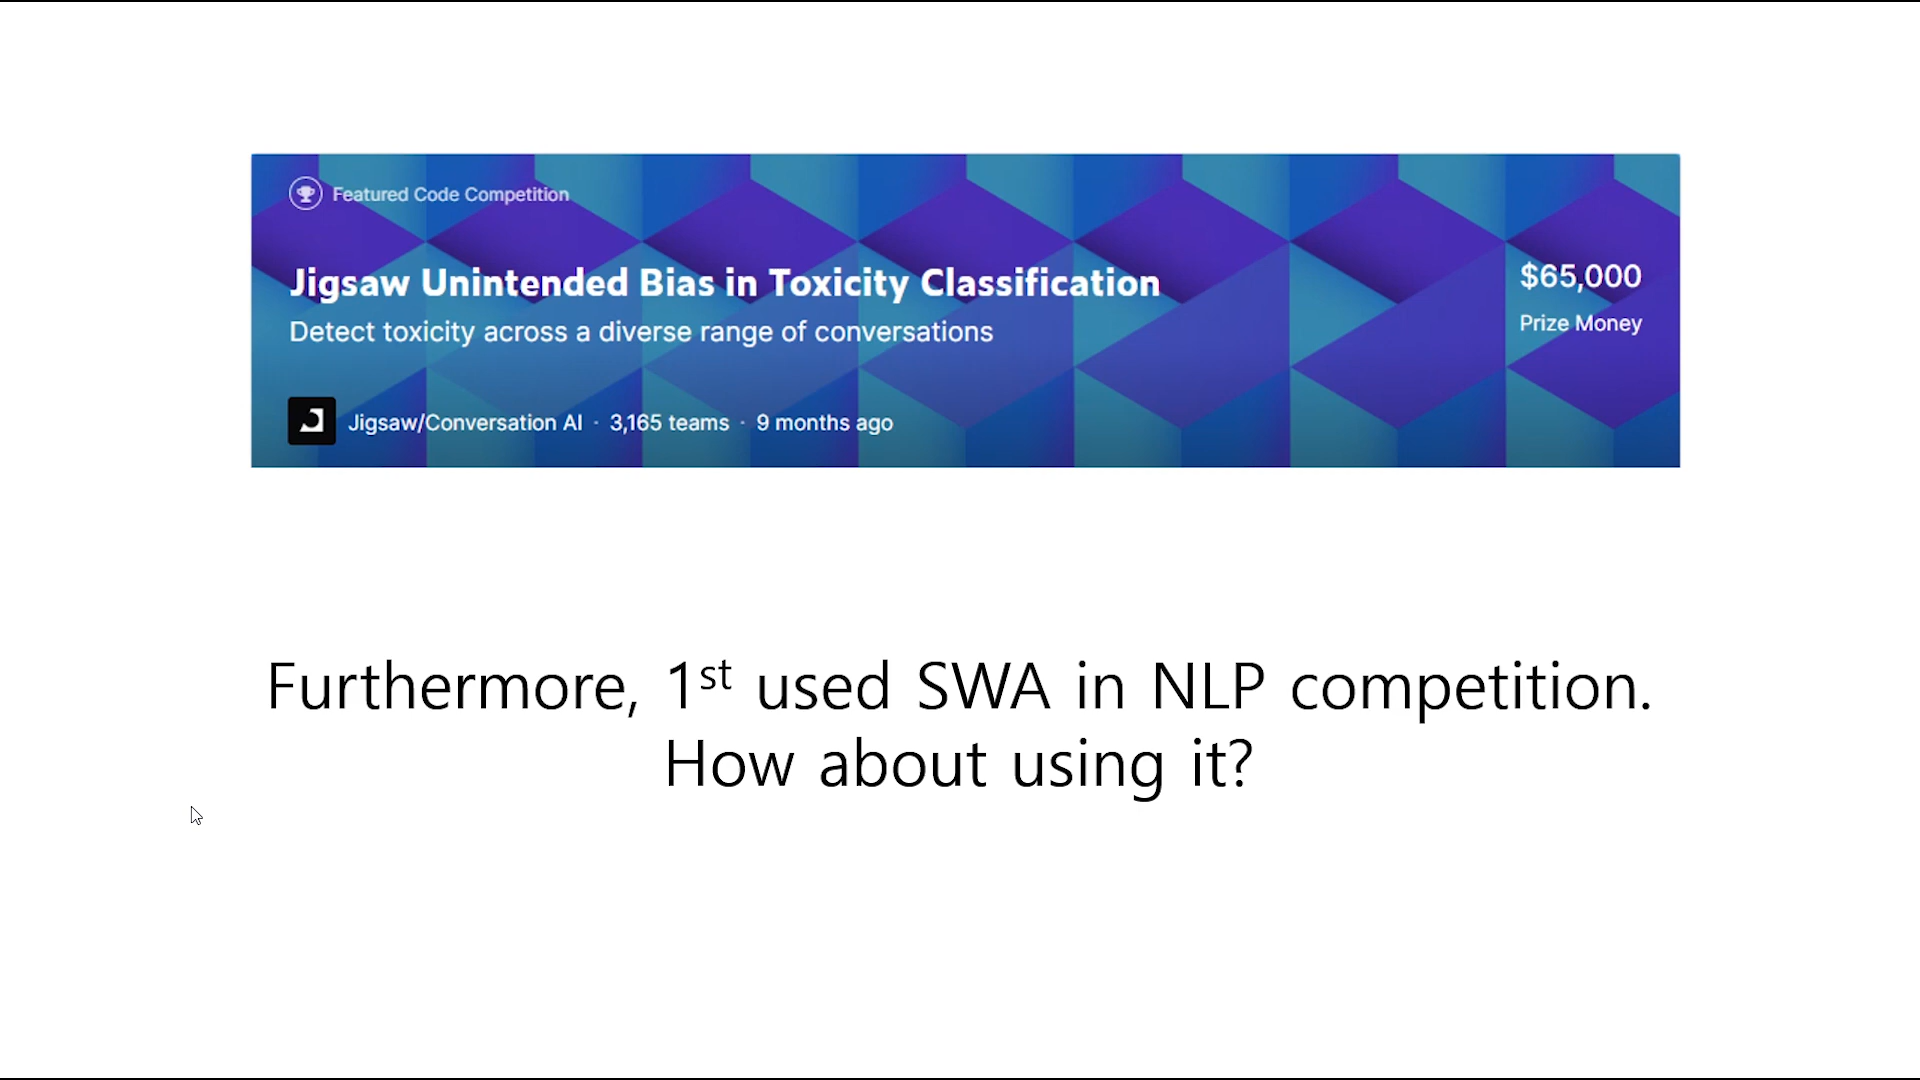 Featured Code Competition
Jigsaw Unintended Bias in Toxicity Classification
$65,000
Detect toxicity across a diverse range of conversations
Prize Money
Jigsaw/Conversation AI · 3,165 teams · 9 months ago
Furthermore, 1st used SWA in NLP competition.
How about using it?